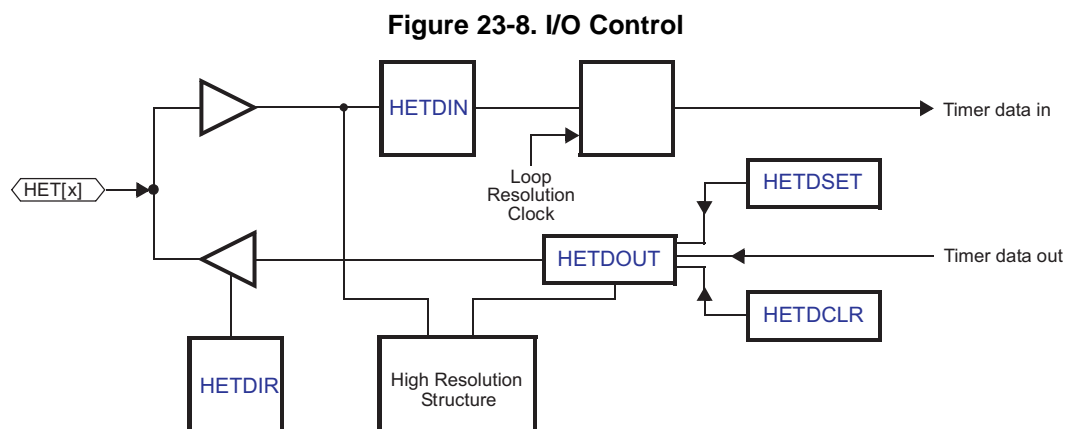 Figure 23-8. I/O Control
HETDIN
Timer data in
HET[x]
Loop
Resolution
Clock
HETDSET
HETDOUT
Timer data out
HETDCLR
HETDIR
High Resolution
Structure